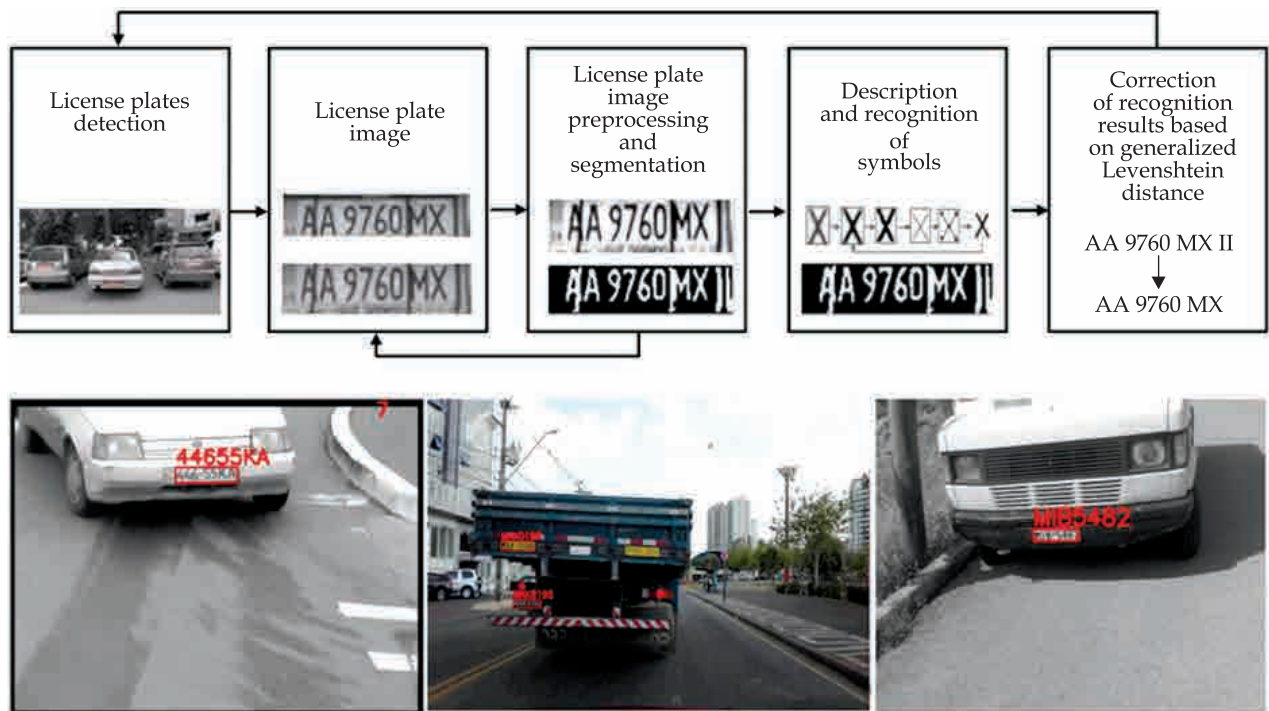 License plates
detection
License plate
image
License plate
image
preprocessing
and
segmentation
Description
and recognition
of
symbols
Correction
of recognition
results based
on generalized
Levenshtein
distance
AA 9760 MX
AA 9760 MX
AA 9760 MX
AA 9760 MX
X X X X X X
AA 9760 MX
AA 9760 MX II
AA 9760 MX
7
44655KA
MIB5482